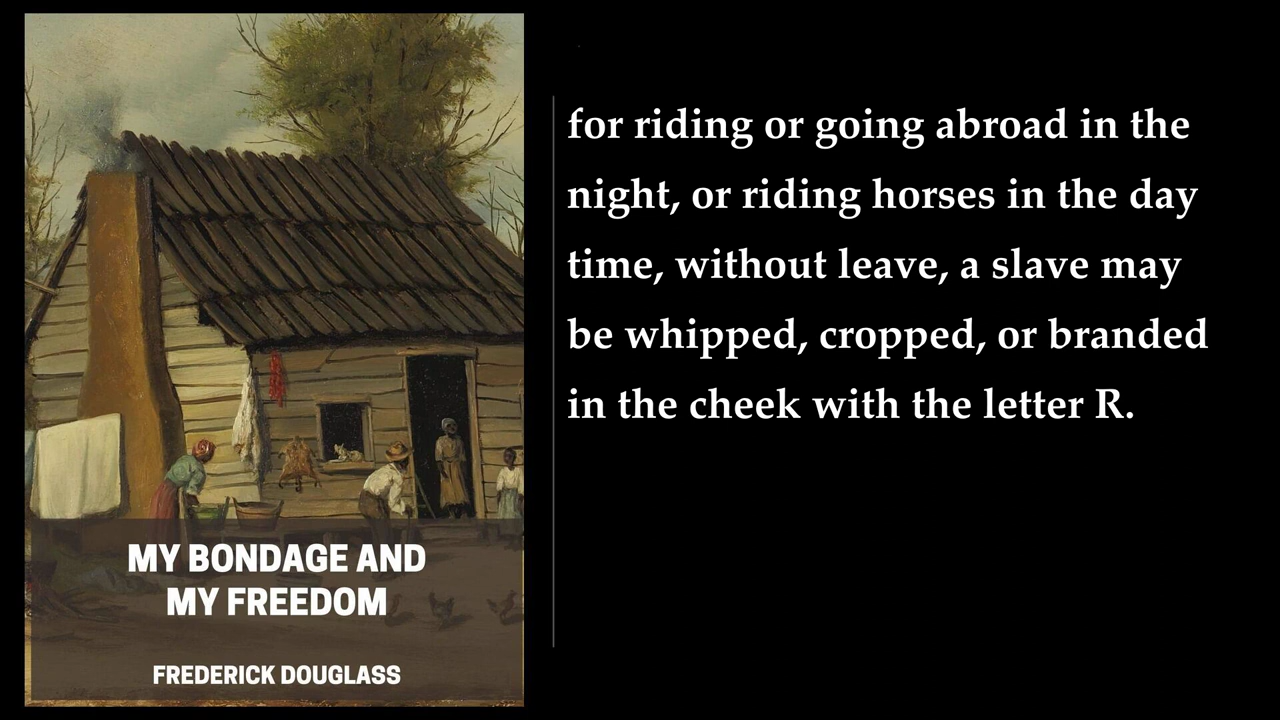 for riding or going abroad in the
night, or riding horses in the day
time, without leave, a slave may
be whipped, cropped, or branded
in the cheek with the letter R.
MY BONDAGE AND
MY FREEDOM
FREDERICK DOUGLASS